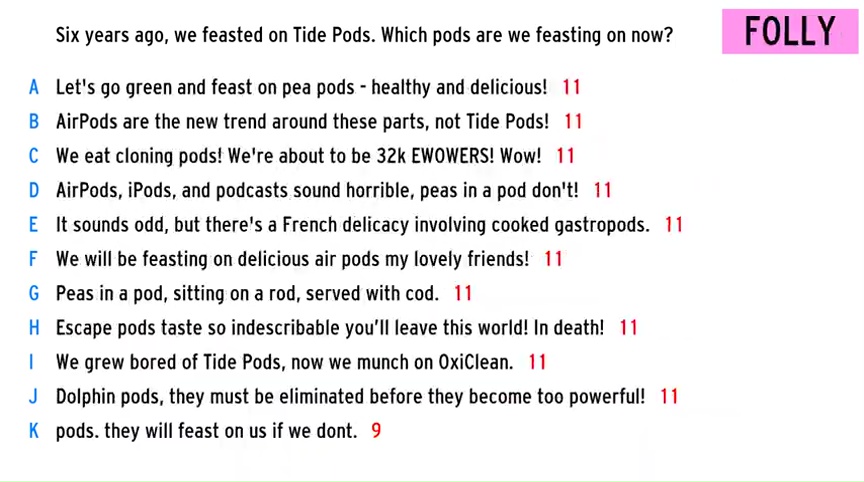 Six years ago, we feasted on Tide Pods. Which pods are we feasting on now?
FOLLY
A Let's go green and feast on pea pods - healthy and delicious! 11
B AirPods are the new trend around these parts, not Tide Pods! 11
C We eat cloning pods! We're about to be 32k EWOWERS! Wow! 11
D AirPods, iPods, and podcasts sound horrible, peas in a pod don't! 11
E It sounds odd, but there's a French delicacy involving cooked gastropods. 11
F We will be feasting on delicious air pods my lovely friends! 11
G Peas in a pod, sitting on a rod, served with cod. 11
H Escape pods taste so indescribable you’ll leave this world! In death! 11
I We grew bored of Tide Pods, now we munch on OxiClean. 11
J Dolphin pods, they must be eliminated before they become too powerful! 11
K pods. they will feast on us if we dont. 9